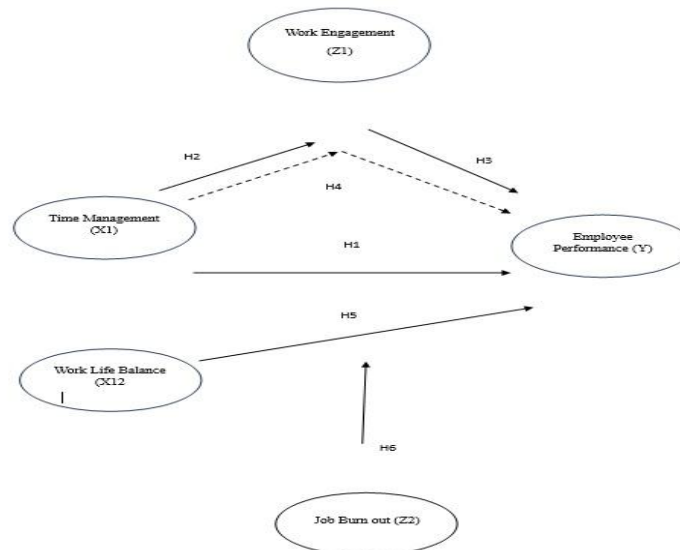 Work Engagement
(Z1)
H2
H3
H4
Time Management
(X1)
Employee
Performance (Y)
H1
H5
Work Life Balance
(X12
H6
Job Burn out (Z2)